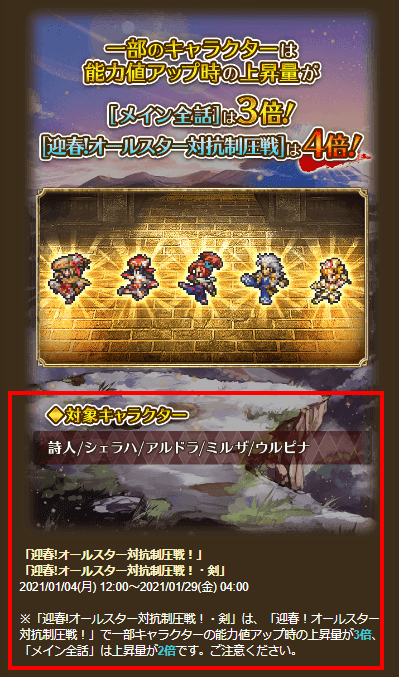 一部のキャラクターは
能力値アップ時の上昇量が
[メイン全話]は3倍!
[迎春!オールスター対抗制圧戦]は4倍!
◆対象キャラクター
詩人/シェラハ/アルドラ/ミルザ/ウルピナ
「迎春!オールスター対抗制圧戦！」
「迎春!オールスター対抗制圧戦！・剣」
2021/01/04(月) 12:00～2021/01/29(金) 04:00
※「迎春!オールスター対抗制圧戦！・剣」は、「迎春！オールスター
対抗制圧戦！」で一部キャラクターの能力値アップ時の上昇量が3倍、
「メイン全話」は上昇量が2倍です。ご注意ください。